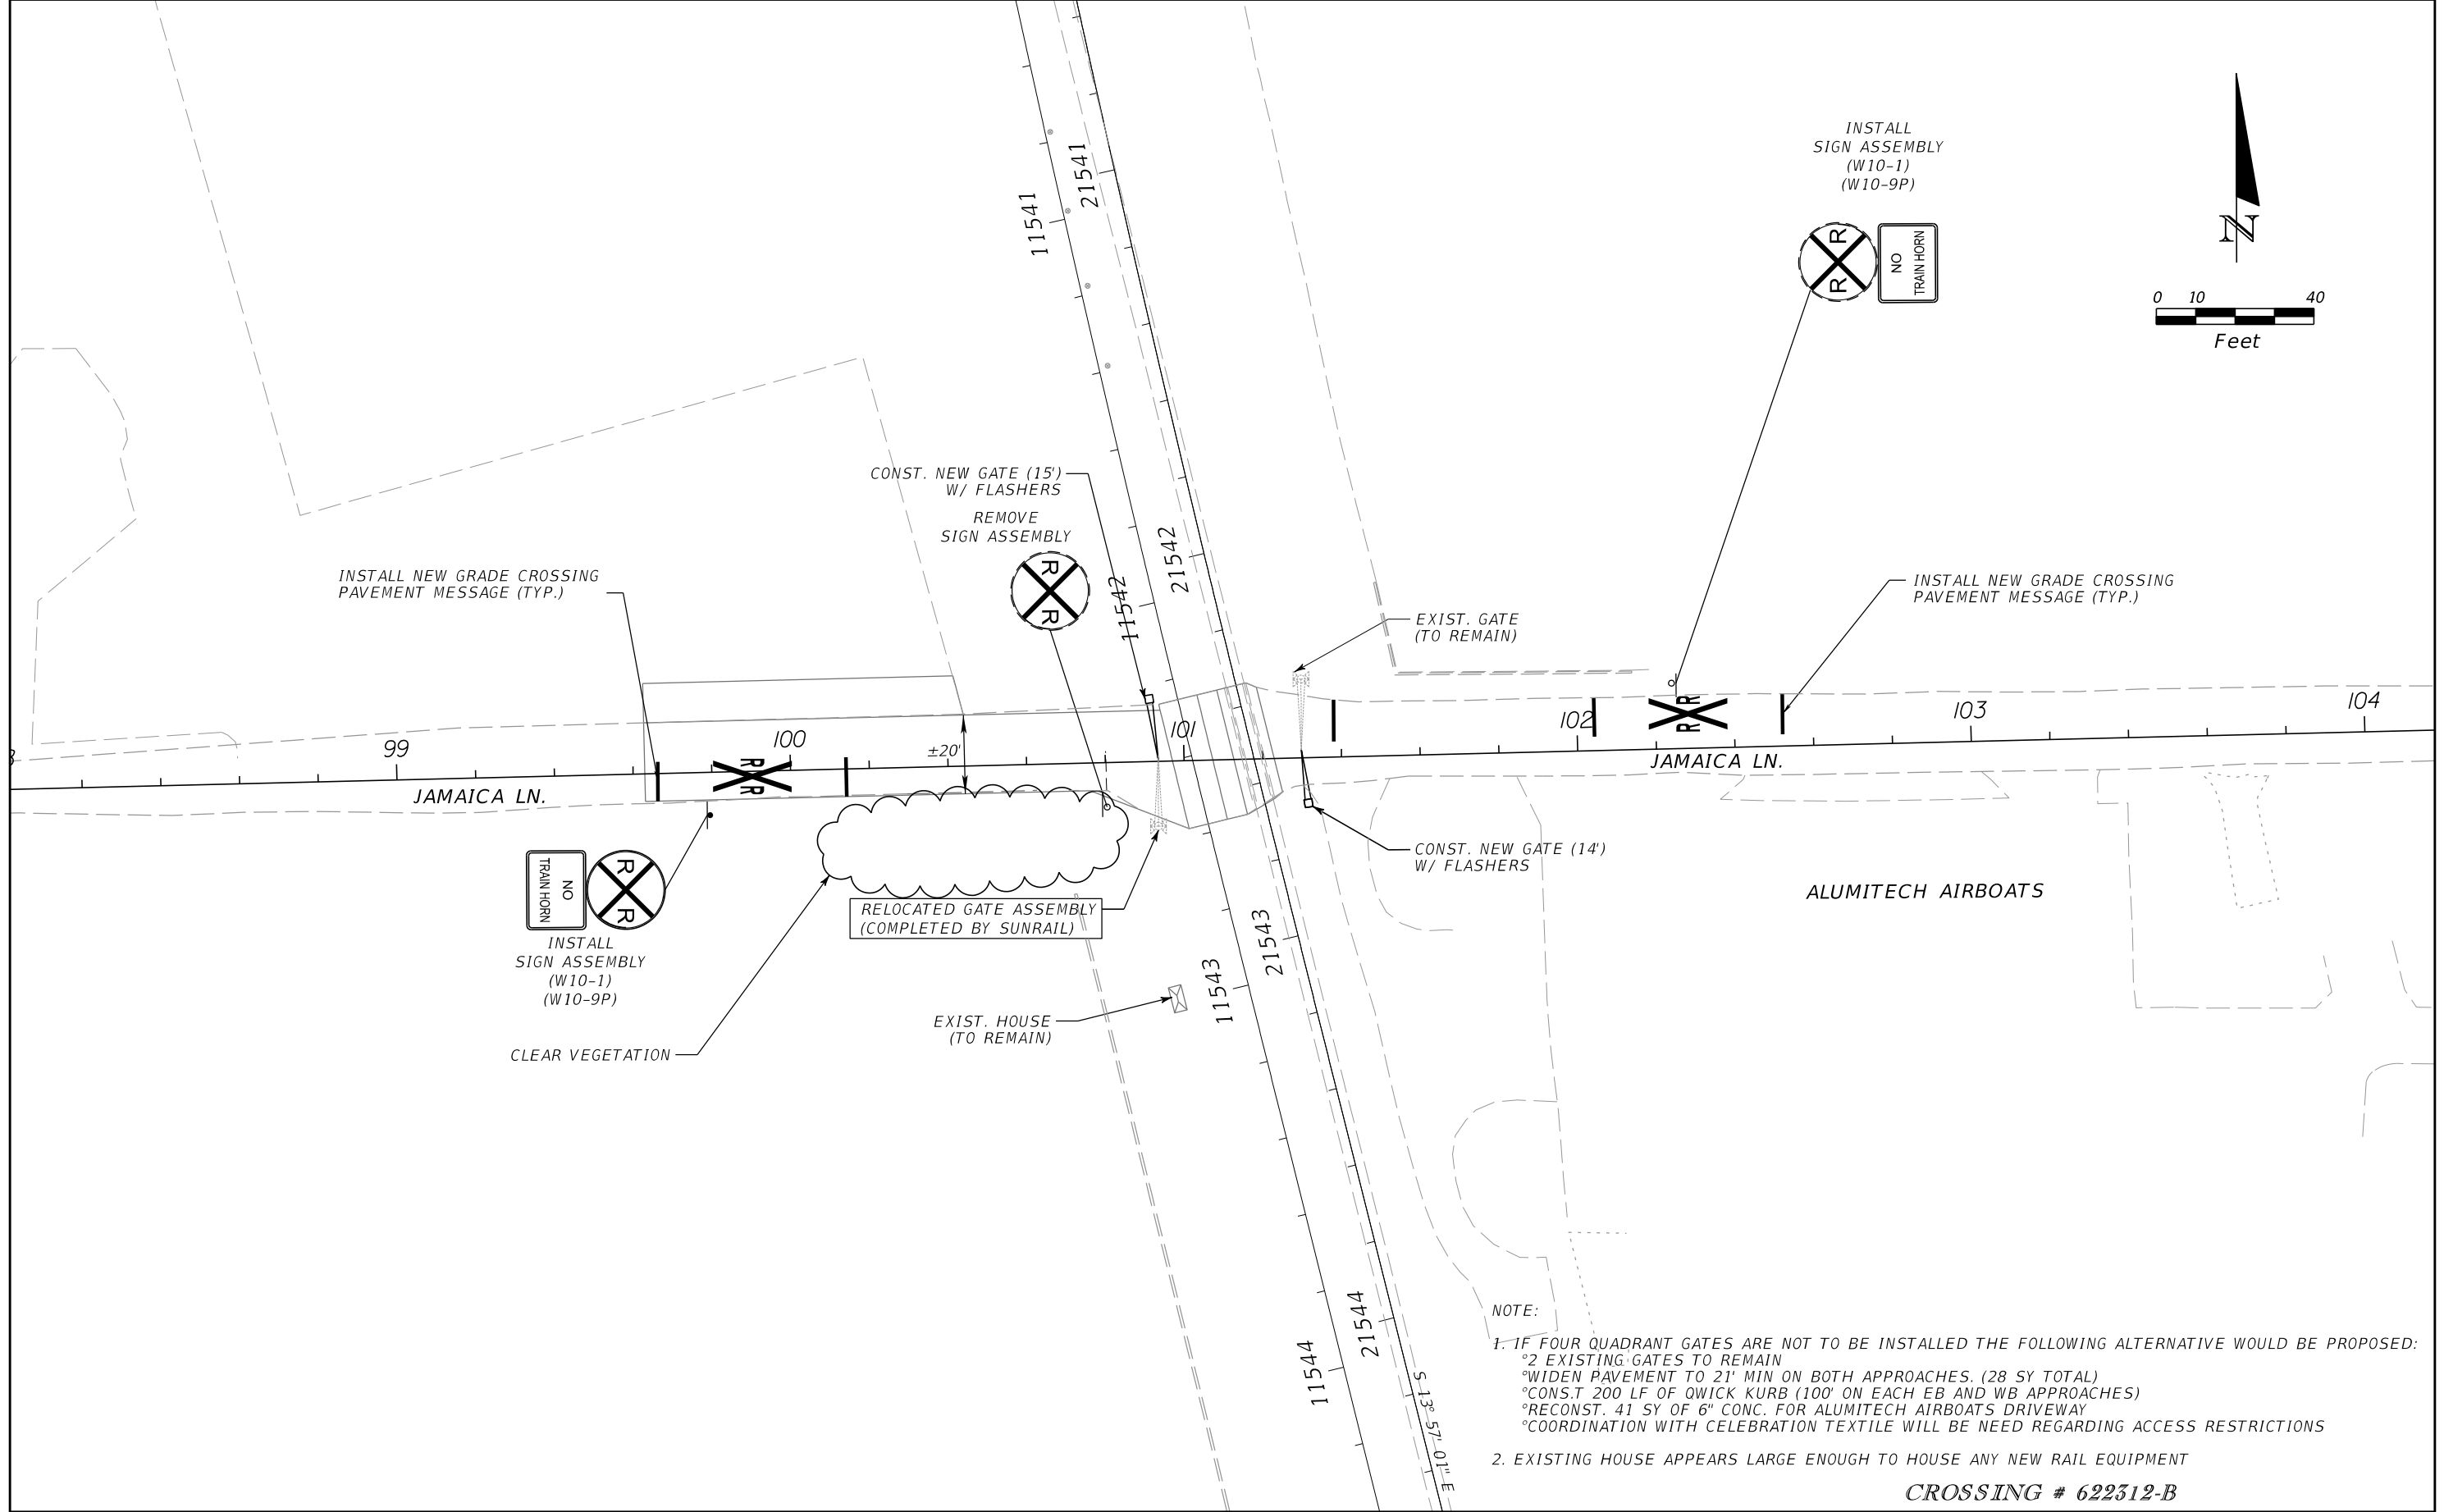 INSTALL
SIGN ASSEMBLY
(W10-1)
(W10-9P)
R
R
NO
TRAIN HORN
N
0 10 40
Feet
11541
21541
CONST. NEW GATE (15')
W/ FLASHERS
REMOVE
SIGN ASSEMBLY
R
R
11542
21542
INSTALL NEW GRADE CROSSING
PAVEMENT MESSAGE (TYP.)
EXIST. GATE
(TO REMAIN)
INSTALL NEW GRADE CROSSING
PAVEMENT MESSAGE (TYP.)
99
100
101
102
103
104
±20'
R
R
R
R
JAMAICA LN.
JAMAICA LN.
R
R
NO
TRAIN HORN
INSTALL
SIGN ASSEMBLY
(W10-1)
(W10-9P)
RELOCATED GATE ASSEMBLY
(COMPLETED BY SUNRAIL)
CONST. NEW GATE (14')
W/ FLASHERS
ALUMITECH AIRBOATS
11543
21543
EXIST. HOUSE
(TO REMAIN)
CLEAR VEGETATION
11544
21544
S 13° 57' 01" E
NOTE:
1. IF FOUR QUADRANT GATES ARE NOT TO BE INSTALLED THE FOLLOWING ALTERNATIVE WOULD BE PROPOSED:
°2 EXISTING GATES TO REMAIN
°WIDEN PAVEMENT TO 21' MIN ON BOTH APPROACHES. (28 SY TOTAL)
°CONS.T 200 LF OF QWICK KURB (100' ON EACH EB AND WB APPROACHES)
°RECONST. 41 SY OF 6" CONC. FOR ALUMITECH AIRBOATS DRIVEWAY
°COORDINATION WITH CELEBRATION TEXTILE WILL BE NEED REGARDING ACCESS RESTRICTIONS
2. EXISTING HOUSE APPEARS LARGE ENOUGH TO HOUSE ANY NEW RAIL EQUIPMENT
CROSSING # 622312-B